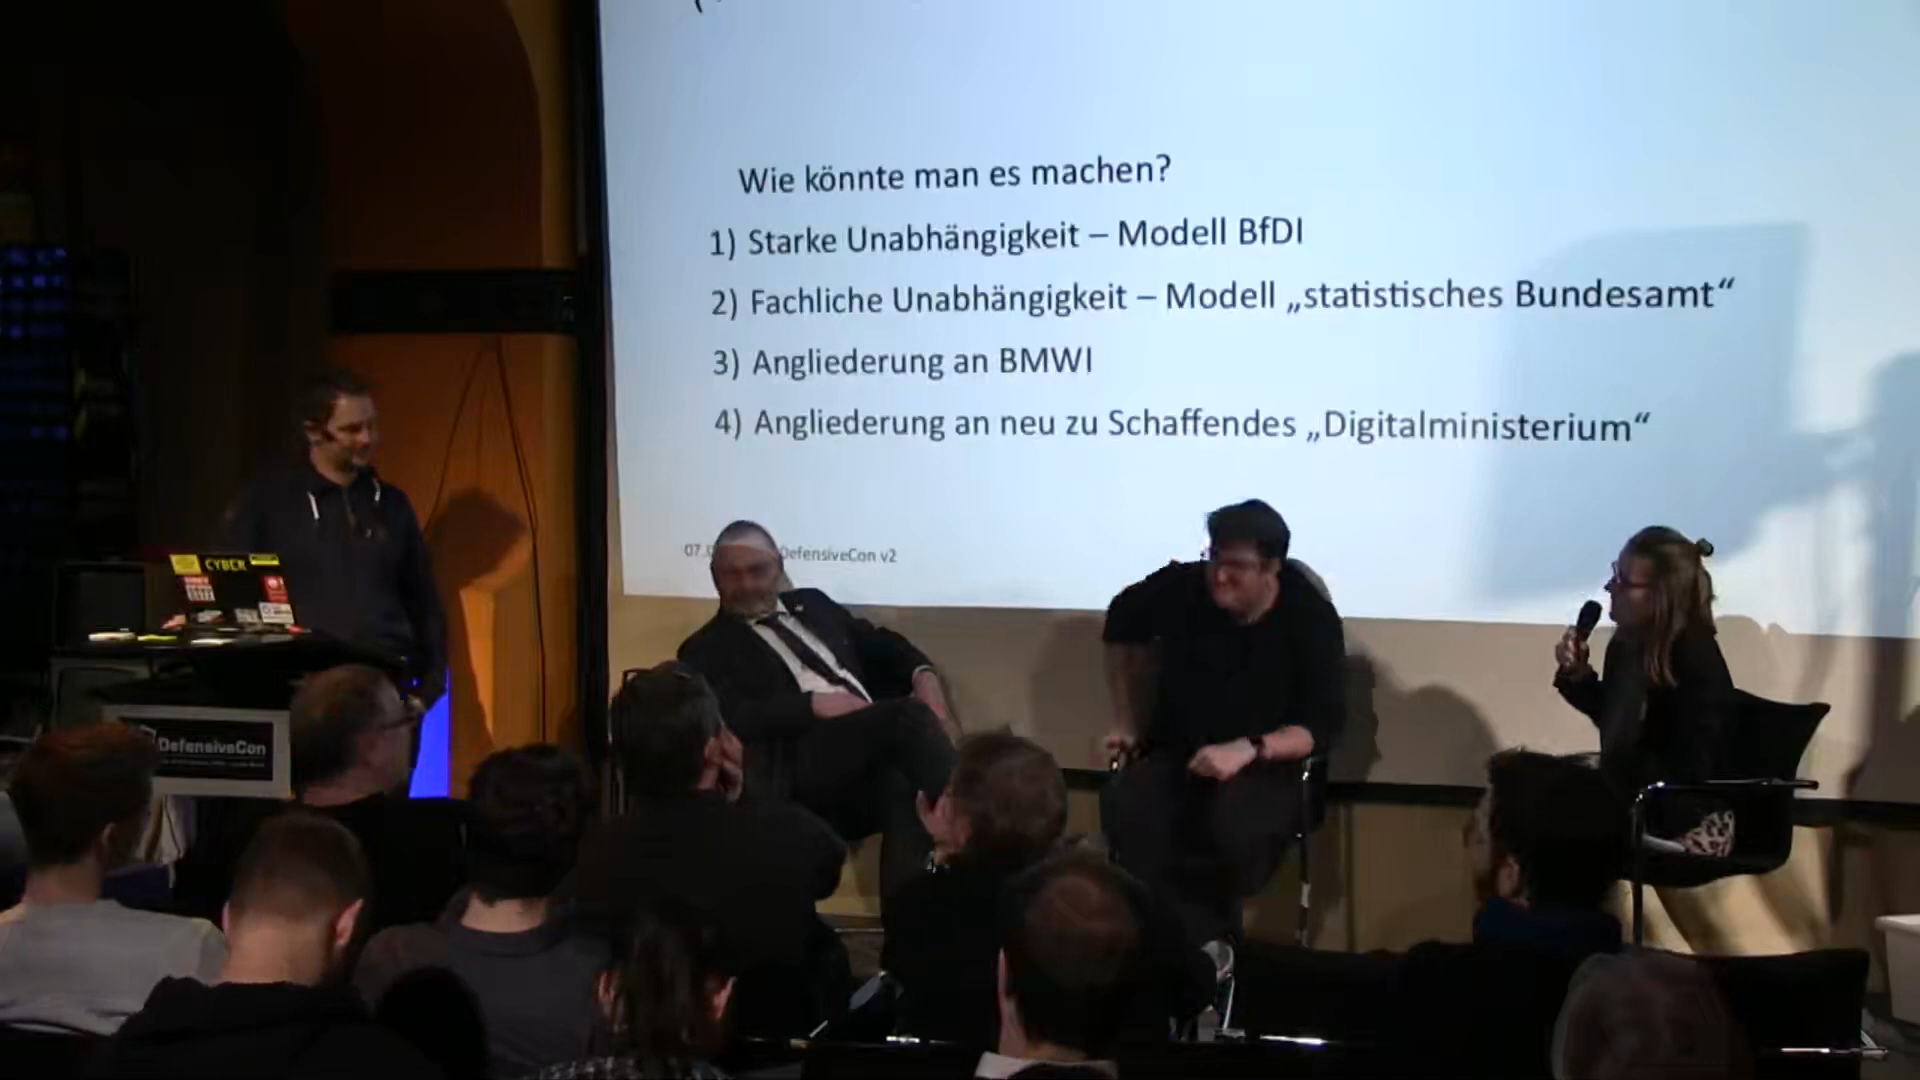 Wie könnte man es machen?
1) Starke Unabhängigkeit – Modell BfDI
2) Fachliche Unabhängigkeit – Modell „statistisches Bundesamt“
3) Angliederung an BMWI
4) Angliederung an neu zu Schaffendes „Digitalministerium“
DefensiveCon v2
CYBER
DefensiveCon